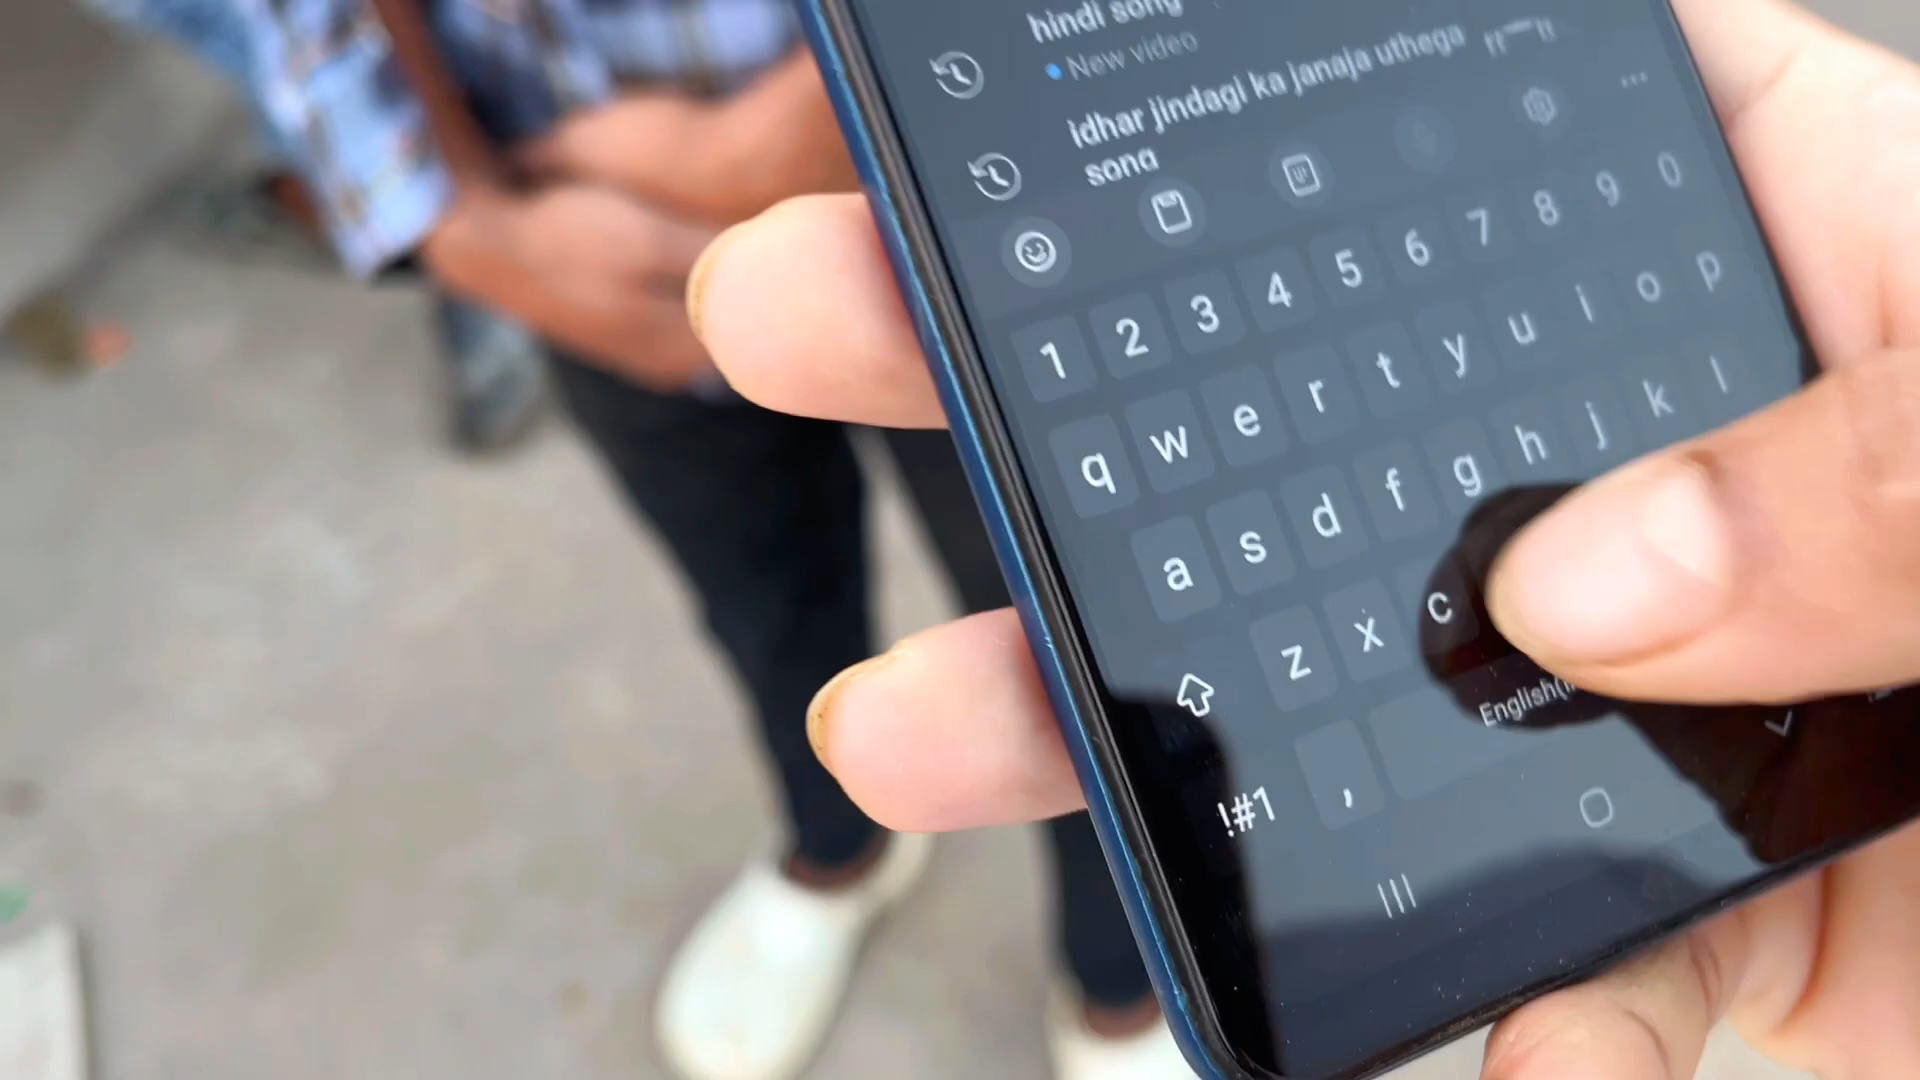 hindi song
New video
idhar jindagi ka janaja uthega
song
1 2 3 4 5 6 7 8 9 0
q w e r t y u i o p
a s d f g h j k l
z x c
!#1 ,